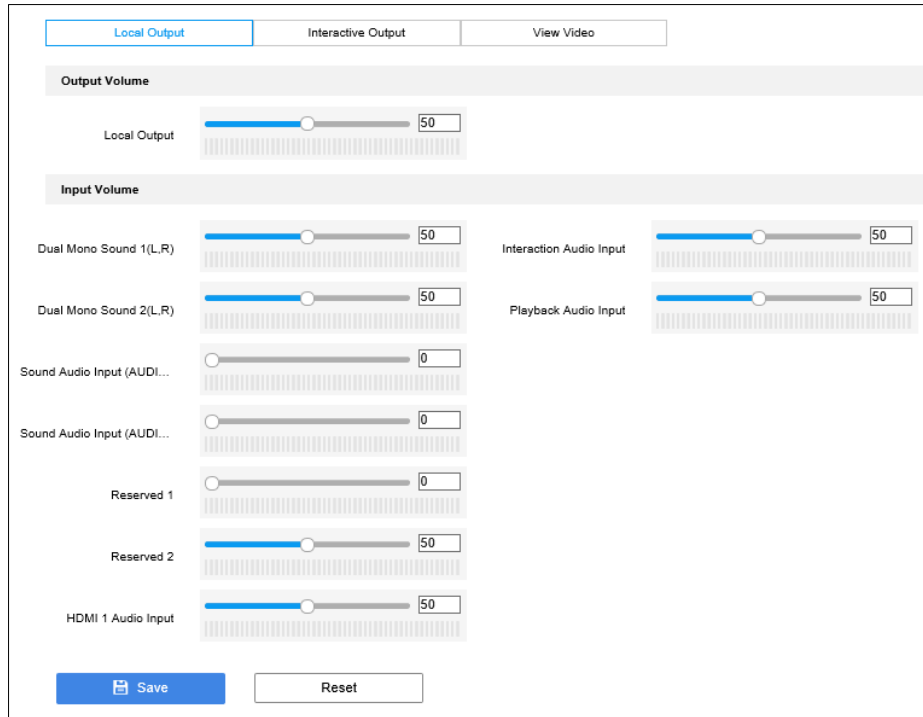 Local Output Interactive Output View Video
Output Volume
Local Output 50
Input Volume
Dual Mono Sound 1(L,R) 50 Interaction Audio Input 50
Dual Mono Sound 2(L,R) 50 Playback Audio Input 50
Sound Audio Input (AUDI... 0
Sound Audio Input (AUDI... 0
Reserved 1 0
Reserved 2 50
HDMI 1 Audio Input 50
Save Reset